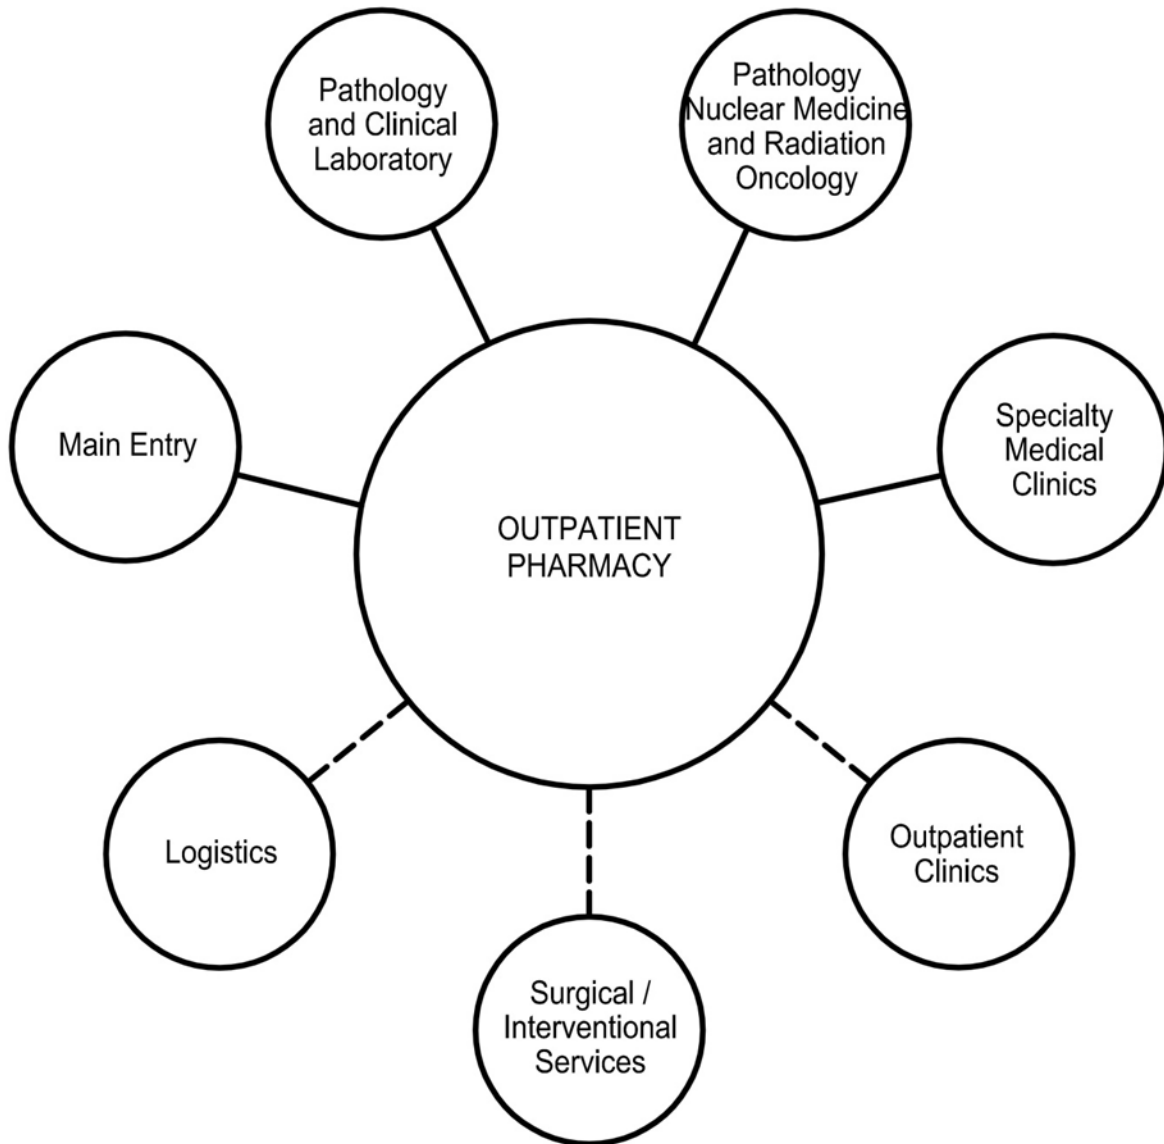 Pathology
and Clinical
Laboratory
Pathology
Nuclear Medicine
and Radiation
Oncology
Main Entry
Specialty
Medical
Clinics
OUTPATIENT
PHARMACY
Logistics
Outpatient
Clinics
Surgical /
Interventional
Services